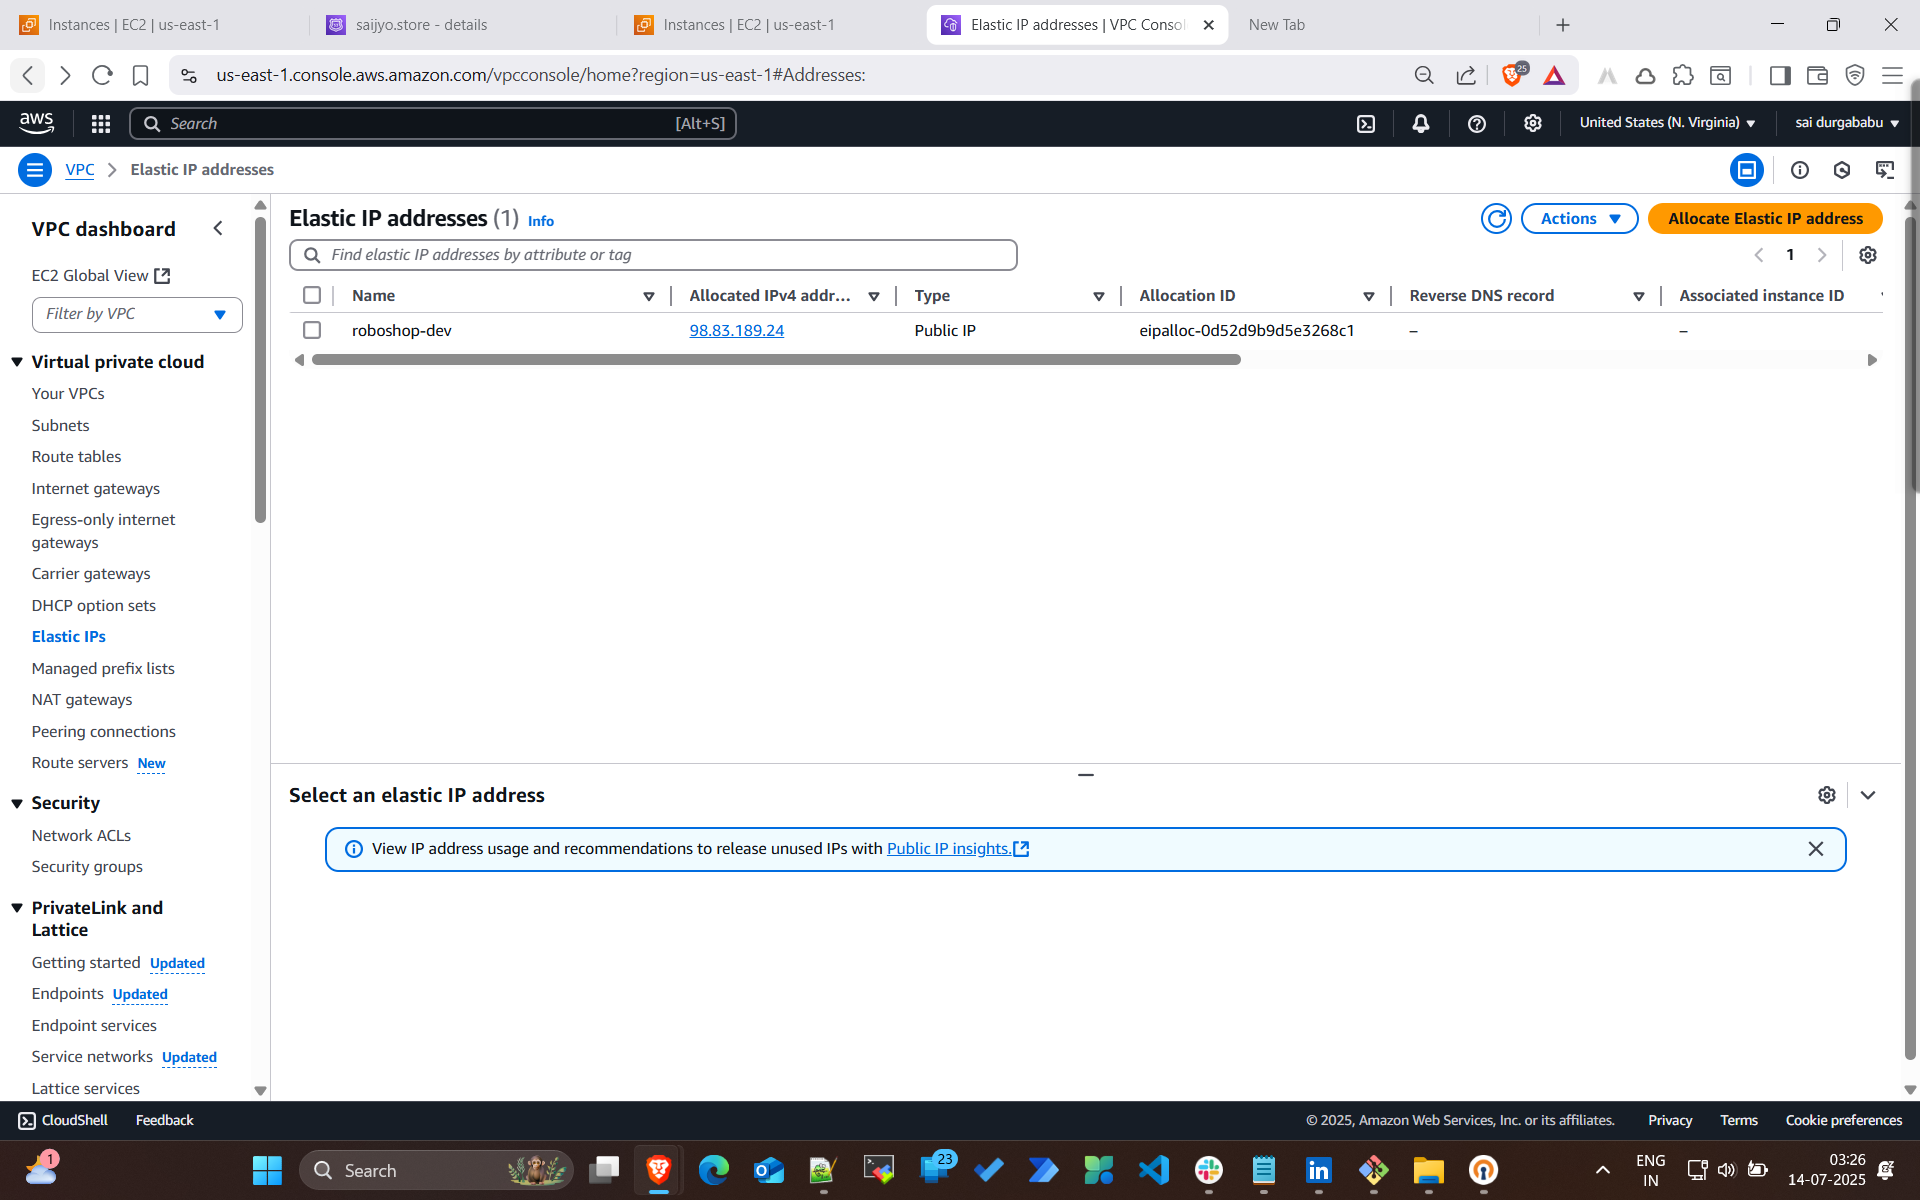 Instances | EC2 | us-east-1
saijyo.store - details
Instances | EC2 | us-east-1
Elastic IP addresses | VPC Conso
New Tab
us-east-1.console.aws.amazon.com/vpcconsole/home?region=us-east-1#Addresses:
25
aws
Search
[Alt+S]
United States (N. Virginia)
sai durgababu
VPC
Elastic IP addresses
VPC dashboard
EC2 Global View
Filter by VPC
Virtual private cloud
Your VPCs
Subnets
Route tables
Internet gateways
Egress-only internet
gateways
Carrier gateways
DHCP option sets
Elastic IPs
Managed prefix lists
NAT gateways
Peering connections
Route servers New
Security
Network ACLs
Security groups
PrivateLink and
Lattice
Getting started Updated
Endpoints Updated
Endpoint services
Service networks Updated
Lattice services
Elastic IP addresses (1) Info
Actions
Allocate Elastic IP address
Find elastic IP addresses by attribute or tag
1
Name Allocated IPv4 addr... Type Allocation ID Reverse DNS record Associated instance ID
roboshop-dev 98.83.189.24 Public IP eipalloc-0d52d9b9d5e3268c1 – –
Select an elastic IP address
View IP address usage and recommendations to release unused IPs with Public IP insights.
CloudShell
Feedback
© 2025, Amazon Web Services, Inc. or its affiliates.
Privacy
Terms
Cookie preferences
1
Search
23
ENG
IN
03:26
14-07-2025